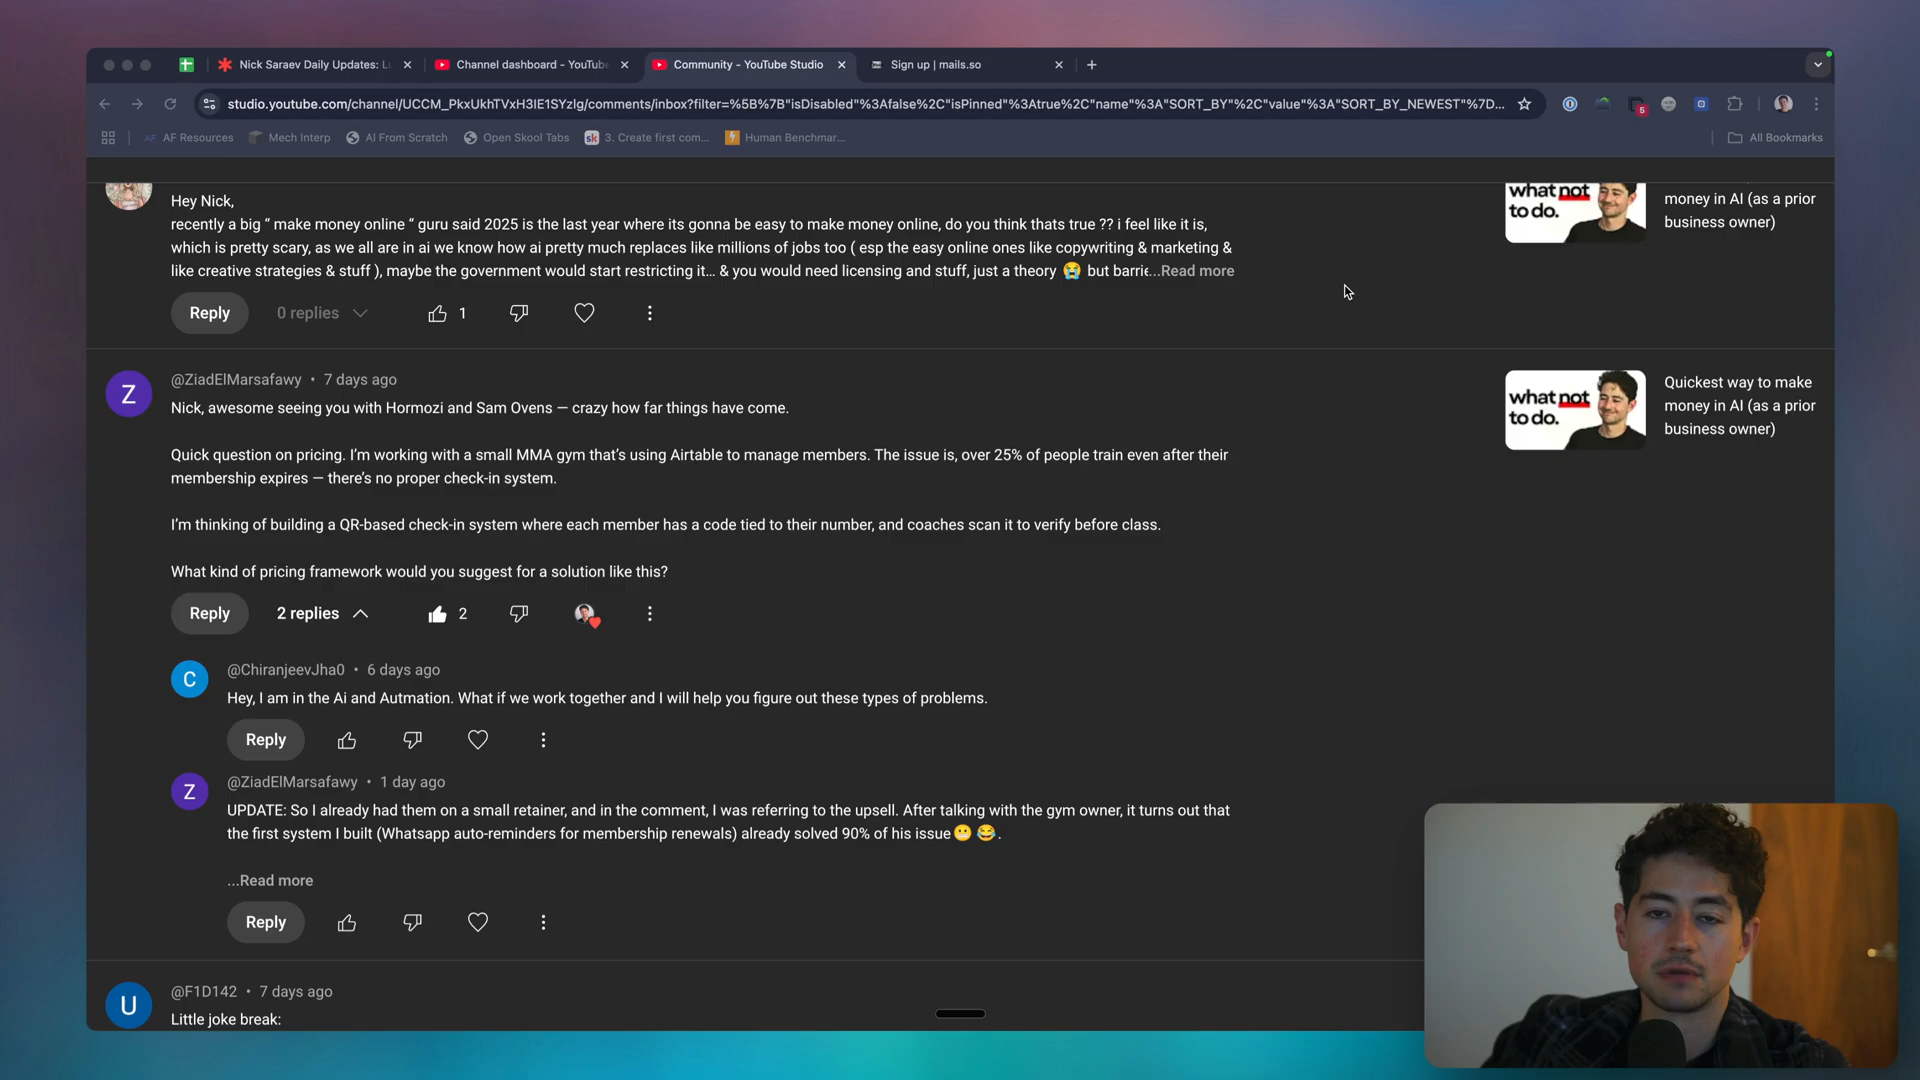 Nick Saraev Daily Updates: L
Channel dashboard - YouTube
Community - YouTube Studio
Sign up | mails.so
studio.youtube.com/channel/UCCM_PkxUkhTVxH3IE1SYzlg/comments/inbox?filter=%5B%7B"isDisabled"%3Afalse%2C"isPinned"%3Atrue%2C"name"%3A"SORT_BY"%2C"value"%3A"SORT_BY_NEWEST"%7D...
5
AF AF Resources
Mech Interp
AI From Scratch
Open Skool Tabs
sk 3. Create first com...
Human Benchmar...
All Bookmarks
Hey Nick,
recently a big “ make money online “ guru said 2025 is the last year where its gonna be easy to make money online, do you think thats true ?? i feel like it is,
which is pretty scary, as we all are in ai we know how ai pretty much replaces like millions of jobs too ( esp the easy online ones like copywriting & marketing &
like creative strategies & stuff ), maybe the government would start restricting it… & you would need licensing and stuff, just a theory 😭 but barrie...Read more
Reply
0 replies
1
what not
to do.
money in AI (as a prior
business owner)
Z
@ZiadElMarsafawy • 7 days ago
Nick, awesome seeing you with Hormozi and Sam Ovens — crazy how far things have come.
Quick question on pricing. I’m working with a small MMA gym that’s using Airtable to manage members. The issue is, over 25% of people train even after their
membership expires — there’s no proper check-in system.
I’m thinking of building a QR-based check-in system where each member has a code tied to their number, and coaches scan it to verify before class.
What kind of pricing framework would you suggest for a solution like this?
Reply
2 replies
2
what not
to do.
Quickest way to make
money in AI (as a prior
business owner)
C
@ChiranjeevJha0 • 6 days ago
Hey, I am in the Ai and Autmation. What if we work together and I will help you figure out these types of problems.
Reply
Z
@ZiadElMarsafawy • 1 day ago
UPDATE: So I already had them on a small retainer, and in the comment, I was referring to the upsell. After talking with the gym owner, it turns out that
the first system I built (Whatsapp auto-reminders for membership renewals) already solved 90% of his issue😬 😂.
...Read more
Reply
U
@F1D142 • 7 days ago
Little joke break: